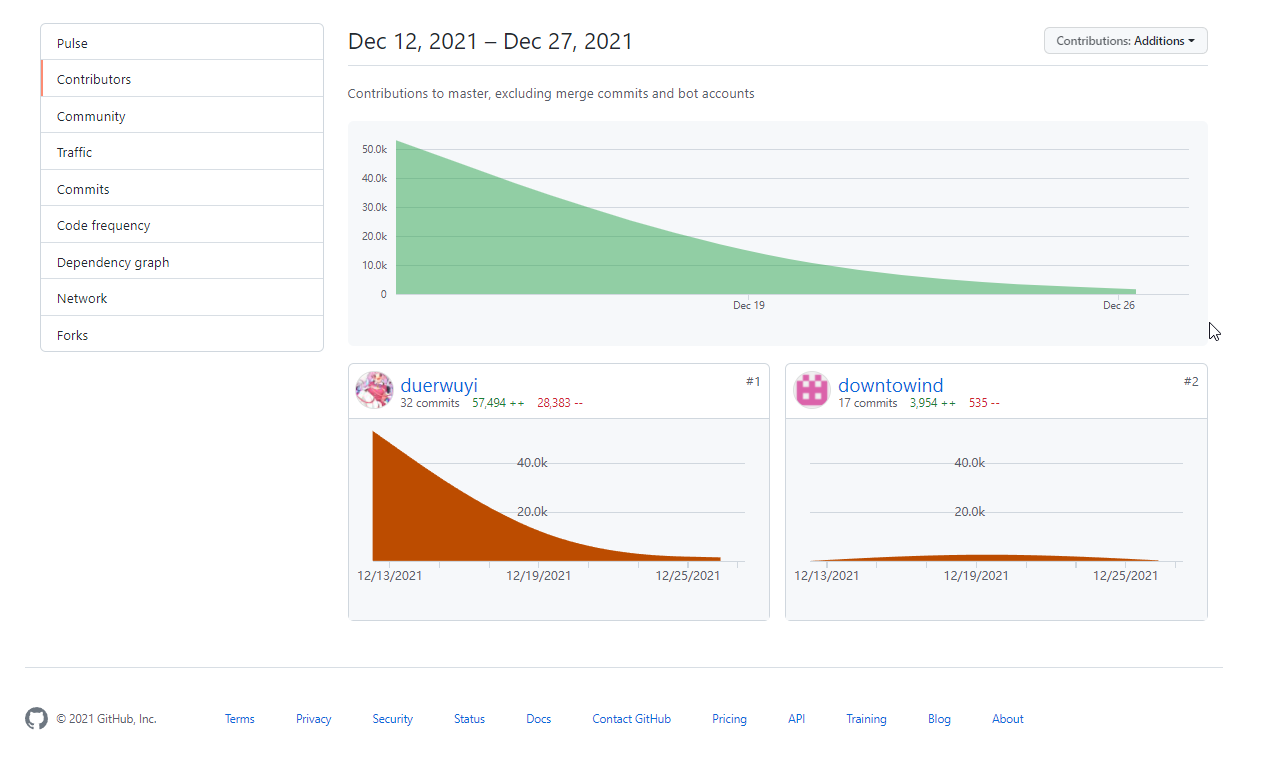 Pulse
Contributors
Community
Traffic
Commits
Code frequency
Dependency graph
Network
Forks
Dec 12, 2021 – Dec 27, 2021
Contributions: Additions
Contributions to master, excluding merge commits and bot accounts
50.0k
40.0k
30.0k
20.0k
10.0k
0
Dec 19 Dec 26
duerwuyi #1
32 commits 57,494 ++ 28,383 --
40.0k
20.0k
12/13/2021 12/19/2021 12/25/2021
downtowind #2
17 commits 3,954 ++ 535 --
40.0k
20.0k
12/13/2021 12/19/2021 12/25/2021
© 2021 GitHub, Inc. Terms Privacy Security Status Docs Contact GitHub Pricing API Training Blog About